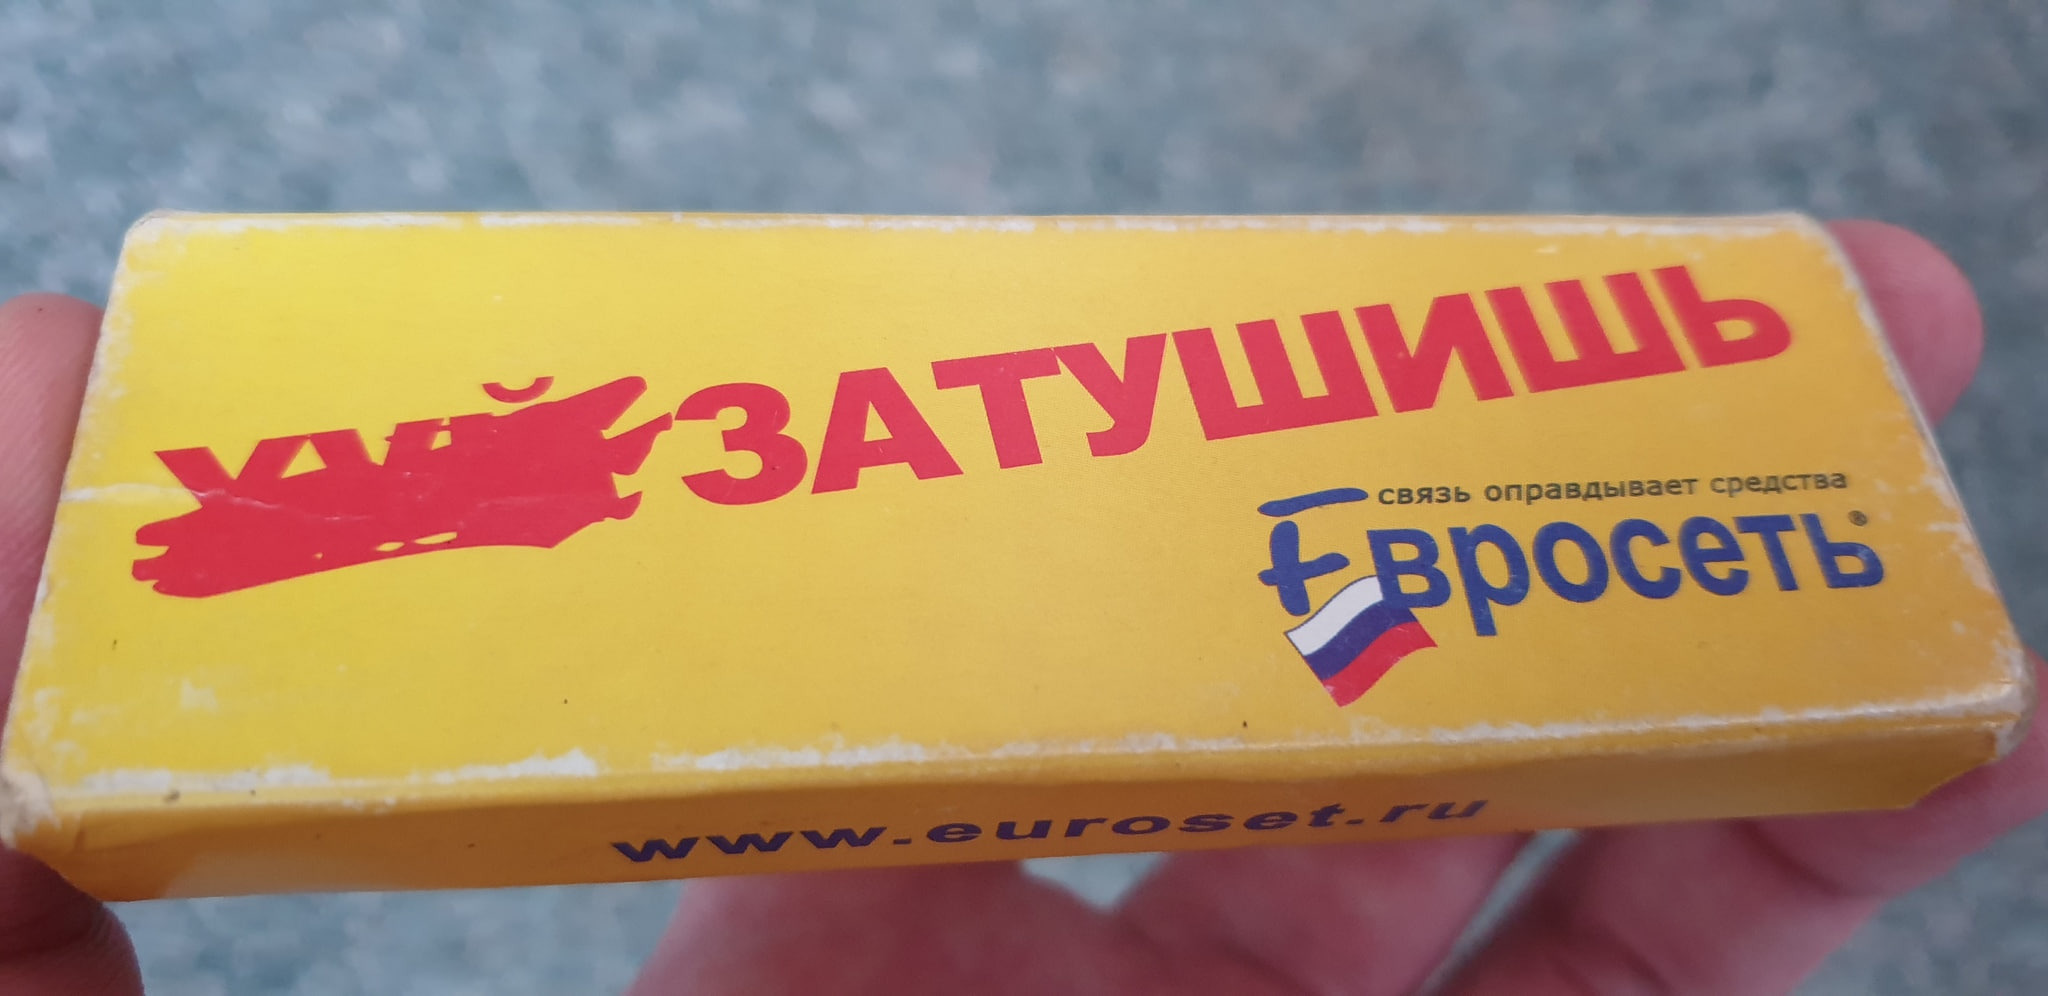 ЗАТУШИШЬ
связь оправдывает средства
Евросеть®
www.euroset.ru